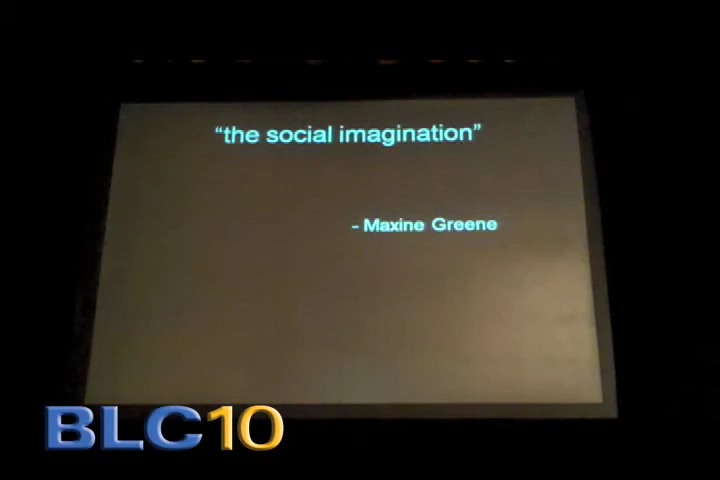 “the social imagination”
- Maxine Greene
BLC10